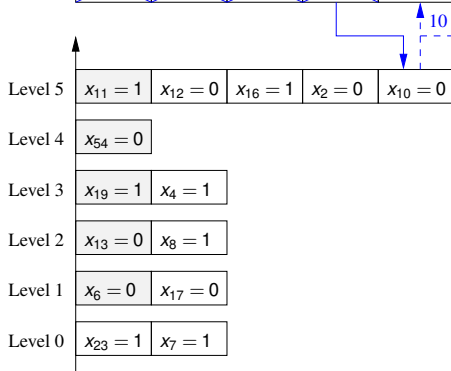 10
Level 5 x₁₁ = 1 x₁₂ = 0 x₁₆ = 1 x₂ = 0 x₁₀ = 0
Level 4 x₅₄ = 0
Level 3 x₁₉ = 1 x₄ = 1
Level 2 x₁₃ = 0 x₈ = 1
Level 1 x₆ = 0 x₁₇ = 0
Level 0 x₂₃ = 1 x₇ = 1